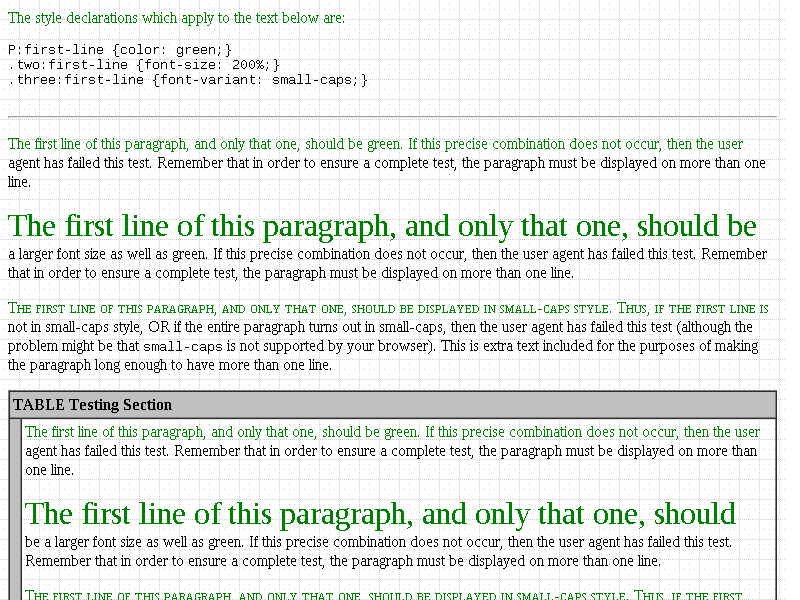 The style declarations which apply to the text below are:
P:first-line {color: green;}
.two:first-line {font-size: 200%;}
.three:first-line {font-variant: small-caps;}
The first line of this paragraph, and only that one, should be green. If this precise combination does not occur, then the user
agent has failed this test. Remember that in order to ensure a complete test, the paragraph must be displayed on more than one
line.
The first line of this paragraph, and only that one, should be
a larger font size as well as green. If this precise combination does not occur, then the user agent has failed this test. Remember
that in order to ensure a complete test, the paragraph must be displayed on more than one line.
The first line of this paragraph, and only that one, should be displayed in small-caps style. Thus, if the first line is
not in small-caps style, OR if the entire paragraph turns out in small-caps, then the user agent has failed this test (although the
problem might be that small-caps is not supported by your browser). This is extra text included for the purposes of making
the paragraph long enough to have more than one line.
TABLE Testing Section
The first line of this paragraph, and only that one, should be green. If this precise combination does not occur, then the user
agent has failed this test. Remember that in order to ensure a complete test, the paragraph must be displayed on more than
one line.
The first line of this paragraph, and only that one, should
be a larger font size as well as green. If this precise combination does not occur, then the user agent has failed this test.
Remember that in order to ensure a complete test, the paragraph must be displayed on more than one line.
The first line of this paragraph, and only that one, should be displayed in small-caps style. Thus, if the first